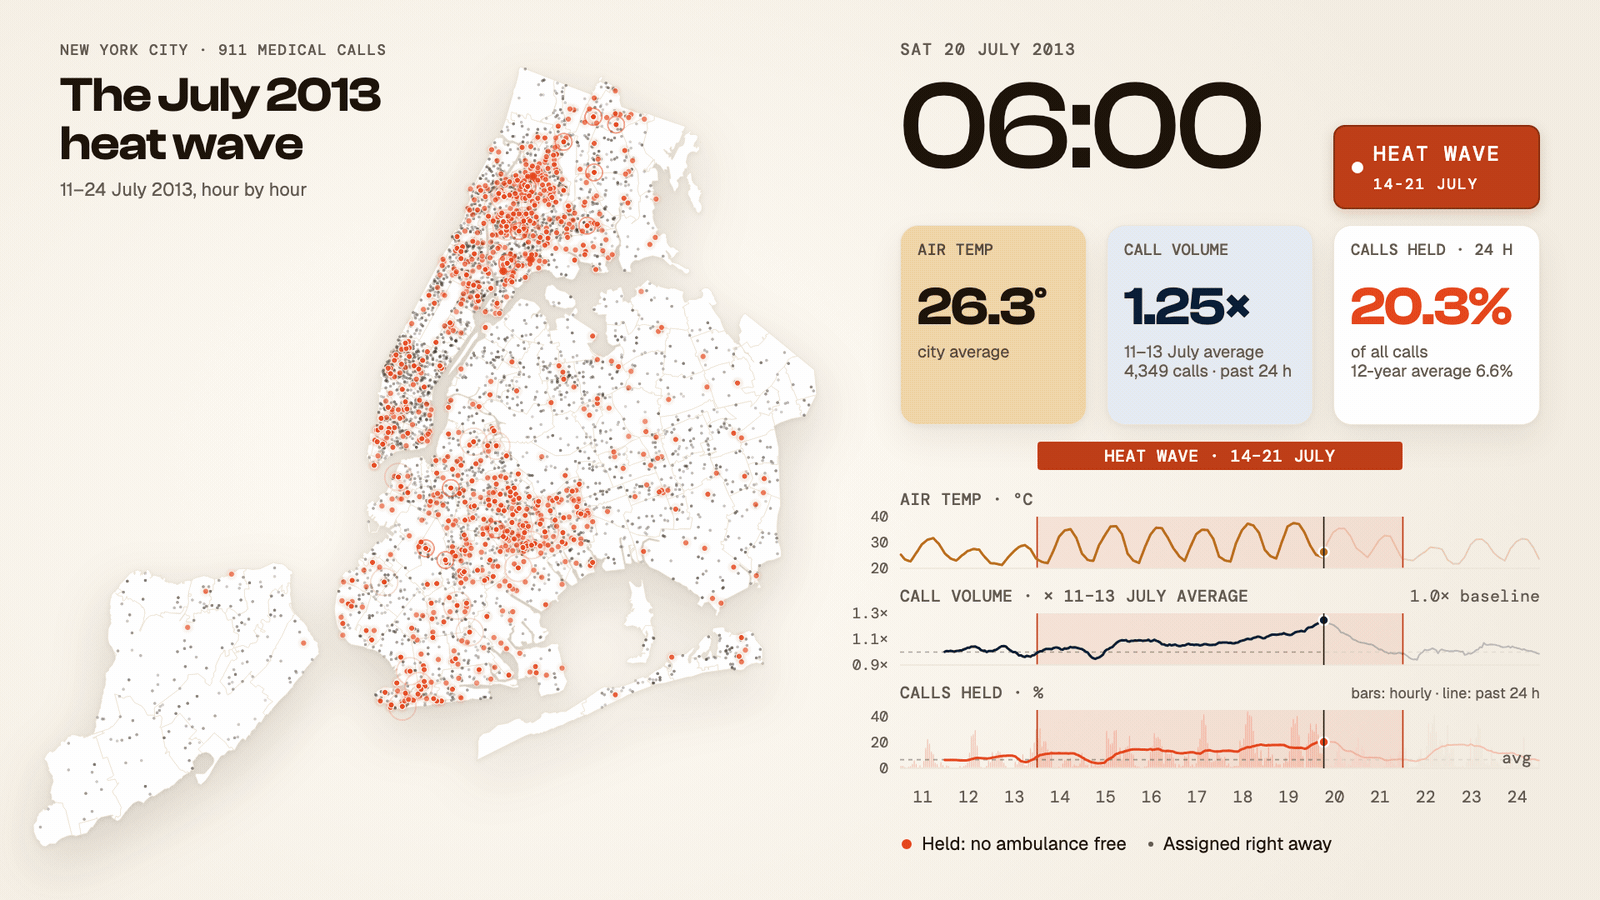 NEW YORK CITY · 911 MEDICAL CALLS
The July 2013
heat wave
11–24 July 2013, hour by hour
SAT 20 JULY 2013
06:00
HEAT WAVE
14–21 JULY
AIR TEMP
26.3°
city average
CALL VOLUME
1.25×
11–13 July average
4,349 calls · past 24 h
CALLS HELD · 24 H
20.3%
of all calls
12-year average 6.6%
HEAT WAVE · 14–21 JULY
AIR TEMP · °C
40
30
20
CALL VOLUME · × 11–13 JULY AVERAGE
1.0× baseline
1.3×
1.1×
0.9×
CALLS HELD · %
bars: hourly · line: past 24 h
40
20
0
avg
11 12 13 14 15 16 17 18 19 20 21 22 23 24
Held: no ambulance free
Assigned right away